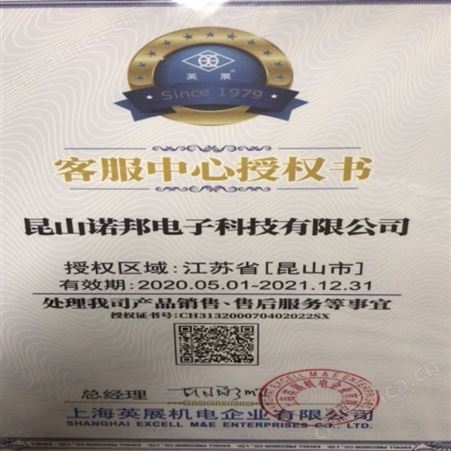 英展®
Since 1979
客服中心授权书
昆山诺邦电子科技有限公司
授权区域:江苏省[昆山市]
有效期:2020.05.01-2021.12.31
处理我司产品销售、售后服务等事宜
授权证书号:CH313200070402022SX
总经理
上海英展机电企业有限公司
SHANGHAI EXCELL M&E ENTERPRISES CO., LTD.